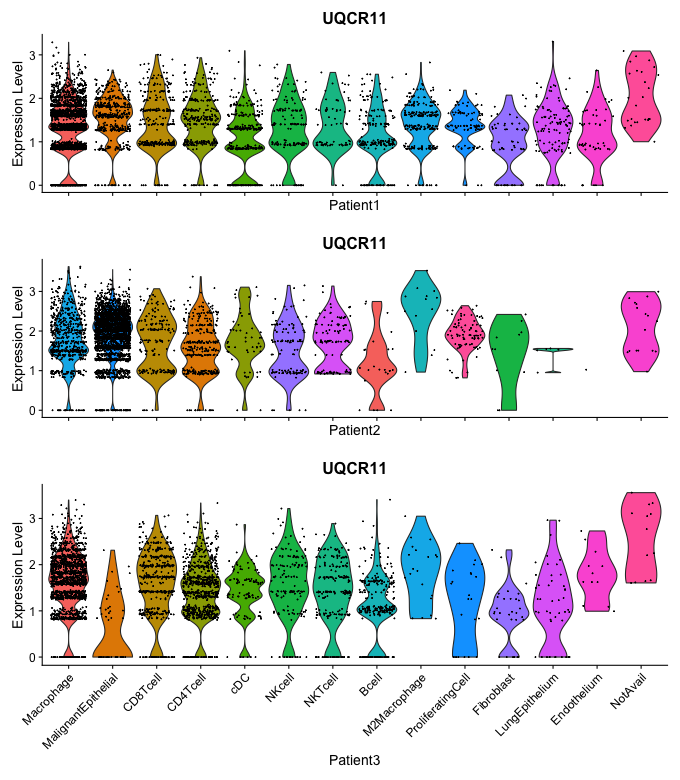 UQCR11
Expression Level
3
2
1
0
Patient1
UQCR11
Expression Level
3
2
1
0
Patient2
UQCR11
Expression Level
3
2
1
0
Macrophage
MalignantEpithelial
CD8Tcell
CD4Tcell
cDC
NKcell
NKTcell
Bcell
M2Macrophage
ProliferatingCell
Fibroblast
LungEpithelium
Endothelium
NotAvail
Patient3